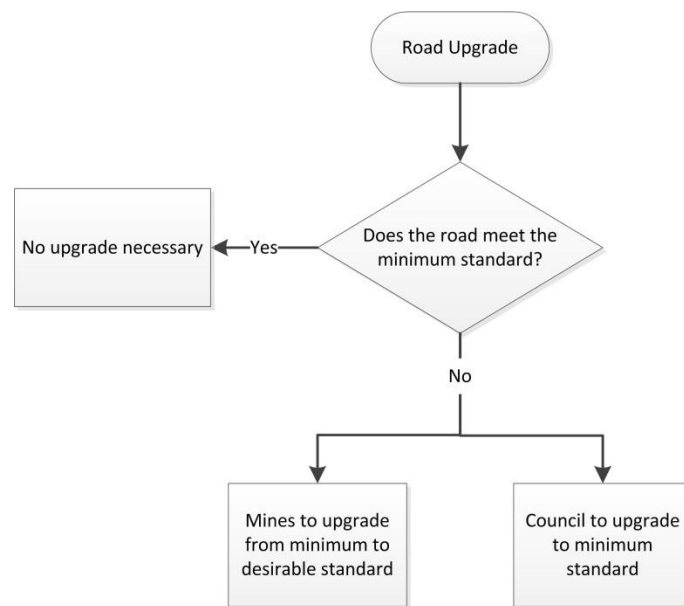 Road Upgrade
Does the road meet the
minimum standard?
Yes
No upgrade necessary
No
Mines to upgrade
from minimum to
desirable standard
Council to upgrade
to minimum
standard